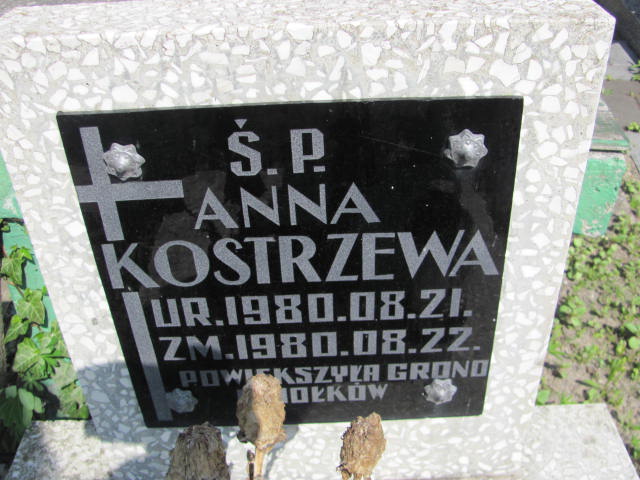 Ś.P.
ANNA
KOSTRZEWA
UR. 1980.08.21.
ZM. 1980.08.22.
POWIĘKSZYŁA GRONO